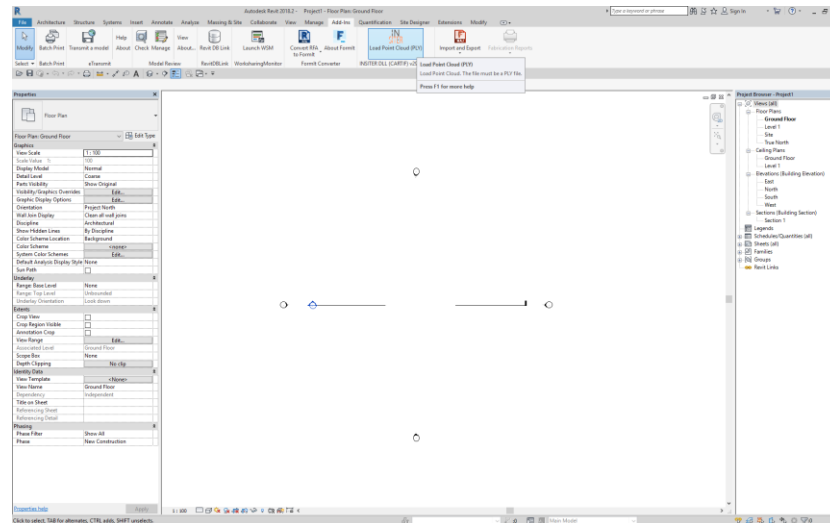 Autodesk Revit 2018.2 - Project1 - Floor Plan: Ground Floor
Type a keyword or phrase
Sign In
File Architecture Structure Systems Insert Annotate Analyze Massing & Site Collaborate View Manage Add-Ins Quantification Site Designer Extensions Modify
Modify Batch Print Transmit a model Help About Check Manage View About... Revit DB Link Launch WSM Convert RFA to FormIt About FormIt Load Point Cloud (PLY) Import and Export Fabrication Reports
Select Batch Print eTransmit Model Review RevitDBLink WorksharingMonitor FormIt Converter INSITER DLL (CARTIF)
Load Point Cloud (PLY)
Load Point Cloud. The file must be a PLY file.
Press F1 for more help
Properties
Floor Plan
Floor Plan: Ground Floor Edit Type
Graphics
View Scale 1 : 100
Scale Value 100
Display Model Normal
Detail Level Coarse
Parts Visibility Show Original
Visibility/Graphics Overrides Edit...
Graphic Display Options Edit...
Orientation Project North
Wall Join Display Clean all wall joins
Discipline Architectural
Show Hidden Lines By Discipline
Color Scheme Location Background
Color Scheme <none>
System Color Schemes Edit...
Default Analysis Display Style None
Sun Path
Underlay
Range: Base Level None
Range: Top Level Unbounded
Underlay Orientation Look down
Extents
Crop View
Crop Region Visible
Annotation Crop
View Range Edit...
Associated Level Ground Floor
Scope Box None
Depth Clipping No clip
Identity Data
View Template <None>
View Name Ground Floor
Dependency Independent
Title on Sheet
Referencing Sheet
Referencing Detail
Phasing
Phase Filter Show All
Phase New Construction
Properties help Apply
Project Browser - Project1
Views (all)
Floor Plans
Ground Floor
Level 1
Site
True North
Ceiling Plans
Ground Floor
Level 1
Elevations (Building Elevation)
East
North
South
West
Sections (Building Section)
Section 1
Legends
Schedules/Quantities (all)
Sheets (all)
Families
Groups
Revit Links
1 : 100
Click to select, TAB for alternates, CTRL adds, SHIFT unselects.
Main Model